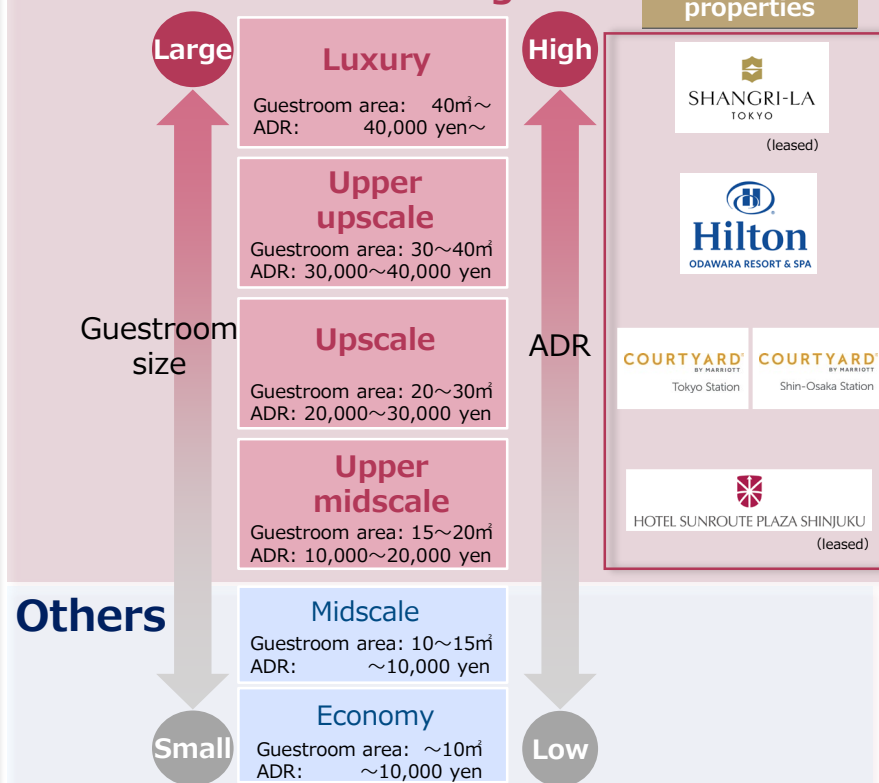 properties
Large
High
Luxury
Guestroom area: 40㎡～
ADR: 40,000 yen～
Upper
upscale
Guestroom area: 30～40㎡
ADR: 30,000～40,000 yen
Upscale
Guestroom area: 20～30㎡
ADR: 20,000～30,000 yen
Upper
midscale
Guestroom area: 15～20㎡
ADR: 10,000～20,000 yen
Guestroom
size
ADR
SHANGRI-LA
TOKYO
(leased)
H
Hilton
ODAWARA RESORT & SPA
COURTYARD®
BY MARRIOTT
Tokyo Station
COURTYARD®
BY MARRIOTT
Shin-Osaka Station
HOTEL SUNROUTE PLAZA SHINJUKU
(leased)
Others
Midscale
Guestroom area: 10～15㎡
ADR: ～10,000 yen
Economy
Guestroom area: ～10㎡
ADR: ～10,000 yen
Small
Low